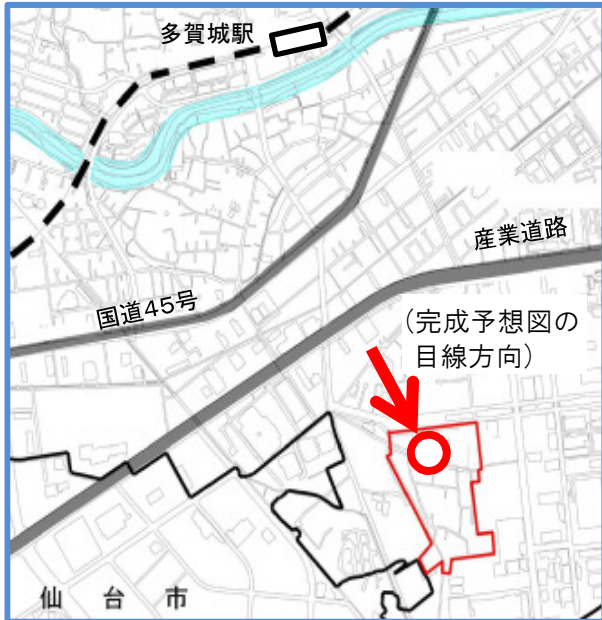 多賀城駅
産業道路
国道45号
(完成予想図の
目線方向)
仙台市